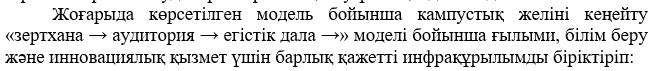 Жоғарыда көрсетілген модель бойынша кампустық желіні кеңейту
«зертхана → аудитория → егістік дала →» моделі бойынша ғылыми, білім беру
және инновациялық қызмет үшін барлық қажетті инфрақұрылымды біріктіріп: